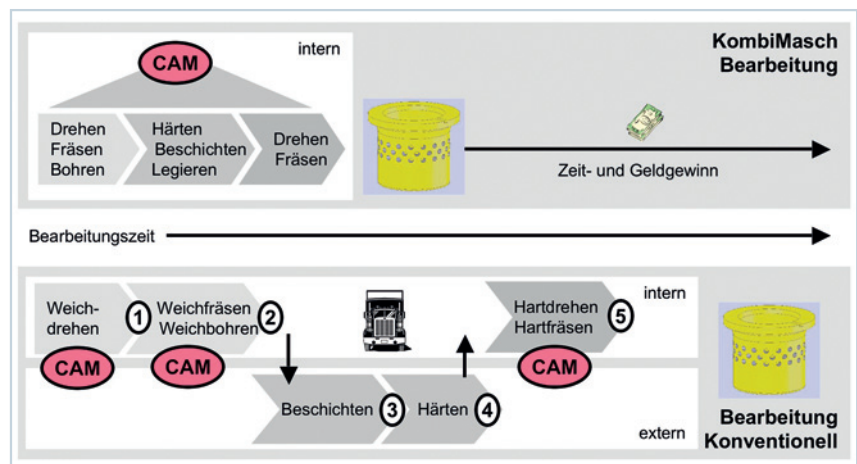 CAM
intern
KombiMasch
Bearbeitung
Drehen
Fräsen
Bohren
Härten
Beschichten
Legieren
Drehen
Fräsen
Zeit- und Geldgewinn
Bearbeitungszeit
Weich-
drehen
1
Weichfräsen
Weichbohren
2
CAM
CAM
Hartdrehen
Hartfräsen
5
intern
CAM
Beschichten
3
Härten
4
extern
Bearbeitung
Konventionell